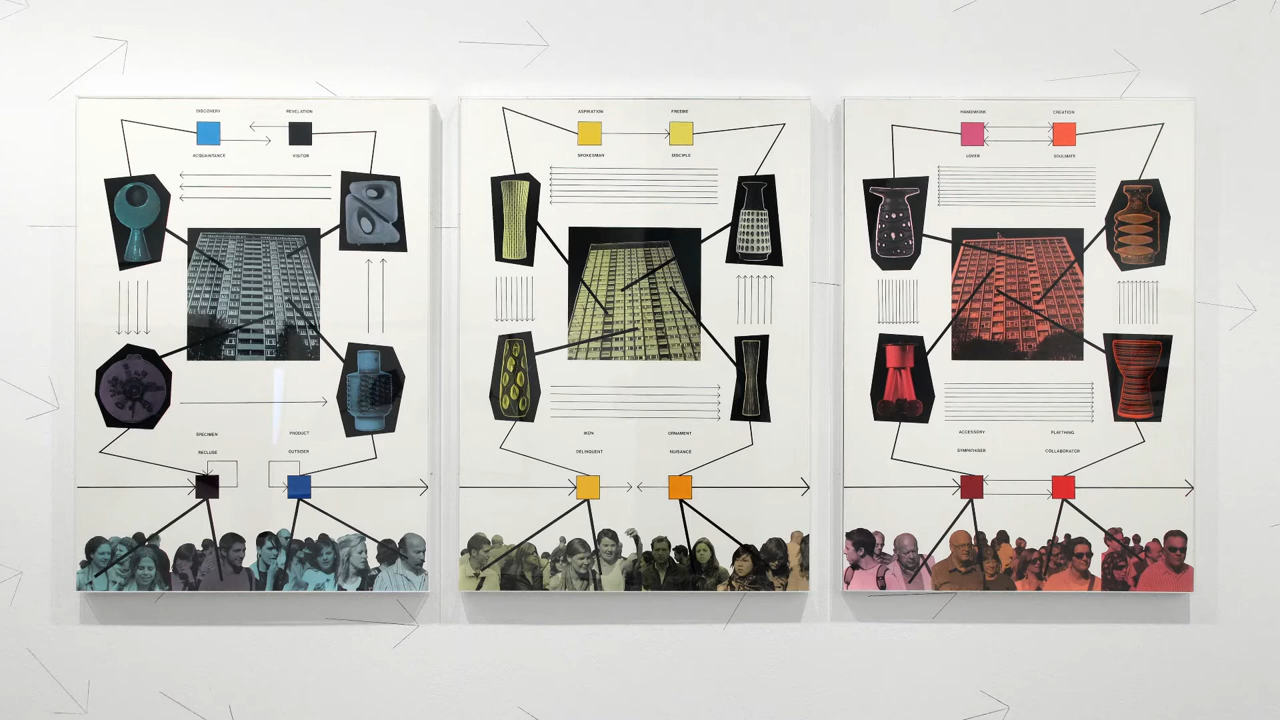 DISCOVERY REVELATION
ACQUAINTANCE VISITOR
SPECIMEN PRODUCT
RECLUSE OUTSIDER
ASPIRATION FREEBIE
SPOKESMAN DISCIPLE
IKEN ORNAMENT
DELINQUENT NUISANCE
HANDIWORK CREATION
LOVER SOULMATE
ACCESSORY PLAYTHING
SYMPATHISER COLLABORATOR